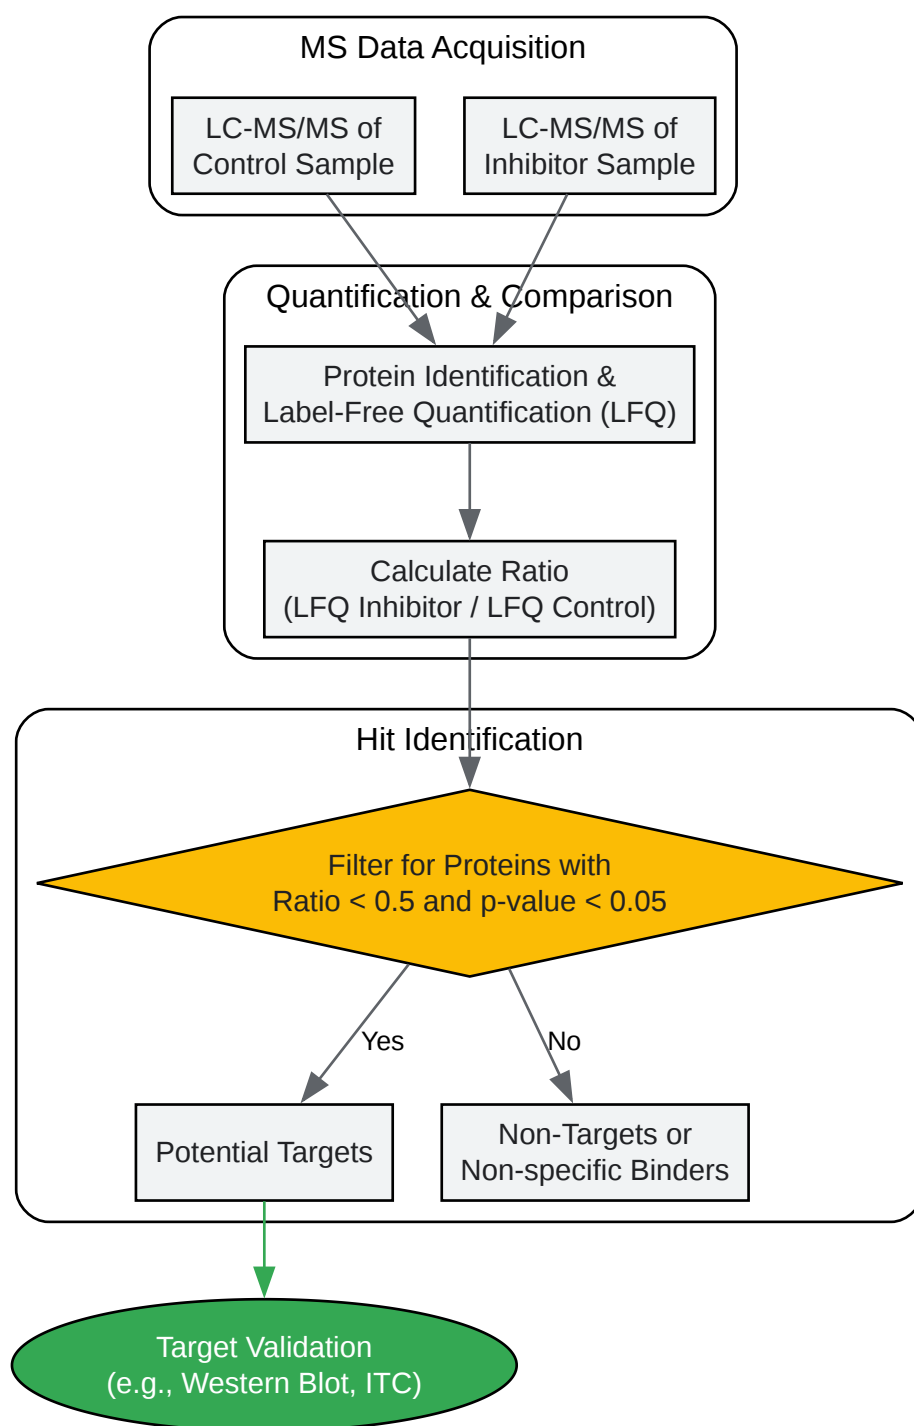 MS Data Acquisition
LC-MS/MS of
Control Sample
LC-MS/MS of
Inhibitor Sample
Quantification & Comparison
Protein Identification &
Label-Free Quantification (LFQ)
Calculate Ratio
(LFQ Inhibitor / LFQ Control)
Hit Identification
Filter for Proteins with
Ratio < 0.5 and p-value < 0.05
Yes
No
Potential Targets
Non-Targets or
Non-specific Binders
Target Validation
(e.g., Western Blot, ITC)